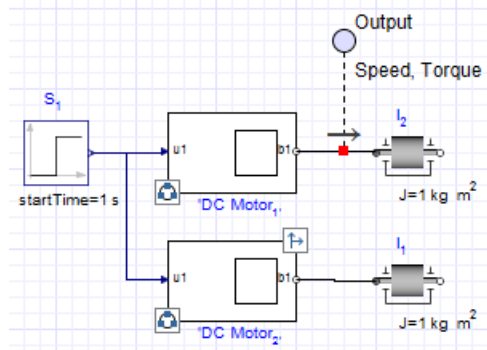 Output
Speed, Torque
S1
startTime=1 s
u1
b1
'DC Motor1'
I2
J=1 kg m²
u1
b1
'DC Motor2'
I1
J=1 kg m²